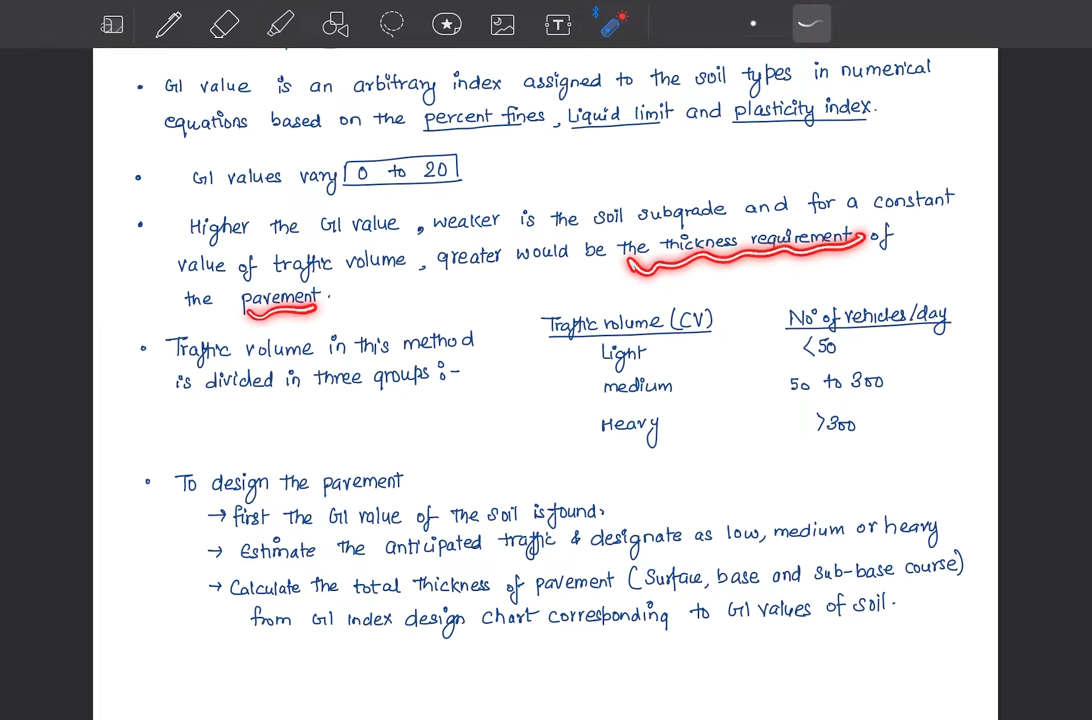 • GI value is an arbitrary index assigned to the soil types in numerical
equations based on the percent fines, Liquid limit and plasticity index.
• GI values vary 0 to 20
• Higher the GI value, weaker is the soil subgrade and for a constant
value of traffic volume, greater would be the thickness requirement of
the pavement.
• Traffic volume in this method
is divided in three groups :-
Traffic volume (CV) No of vehicles/day
Light <50
medium 50 to 300
Heavy >300
• To design the pavement
→ first the GI value of the soil is found.
→ Estimate the anticipated traffic & designate as low, medium or heavy
→ Calculate the total thickness of pavement (Surface, base and sub-base course)
from GI index design chart corresponding to GI values of soil.